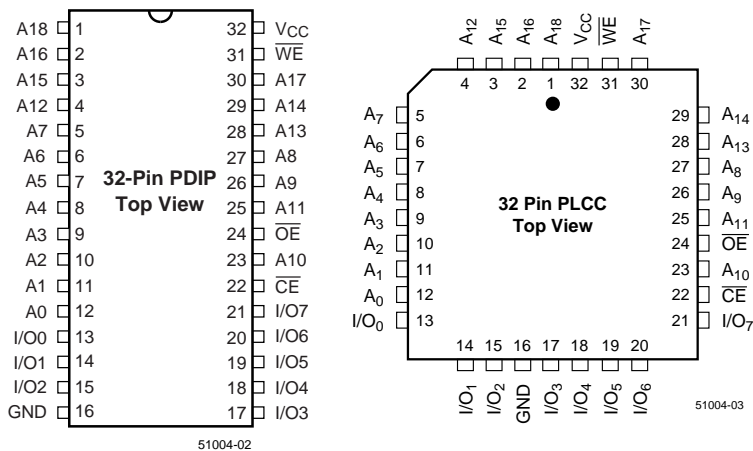 A18 1 32 VCC
A16 2 31 WE
A15 3 30 A17
A12 4 29 A14
A7 5 28 A13
A6 6 27 A8
A5 7 26 A9
A4 8 25 A11
A3 9 24 OE
A2 10 23 A10
A1 11 22 CE
A0 12 21 I/O7
I/O0 13 20 I/O6
I/O1 14 19 I/O5
I/O2 15 18 I/O4
GND 16 17 I/O3
32-Pin PDIP
Top View
51004-02
A12 A15 A16 A18 VCC WE A17
4 3 2 1 32 31 30
A7 5 29 A14
A6 6 28 A13
A5 7 27 A8
A4 8 26 A9
A3 9 25 A11
A2 10 24 OE
A1 11 23 A10
A0 12 22 CE
I/O0 13 21 I/O7
32 Pin PLCC
Top View
14 15 16 17 18 19 20
I/O1 I/O2 GND I/O3 I/O4 I/O5 I/O6
51004-03